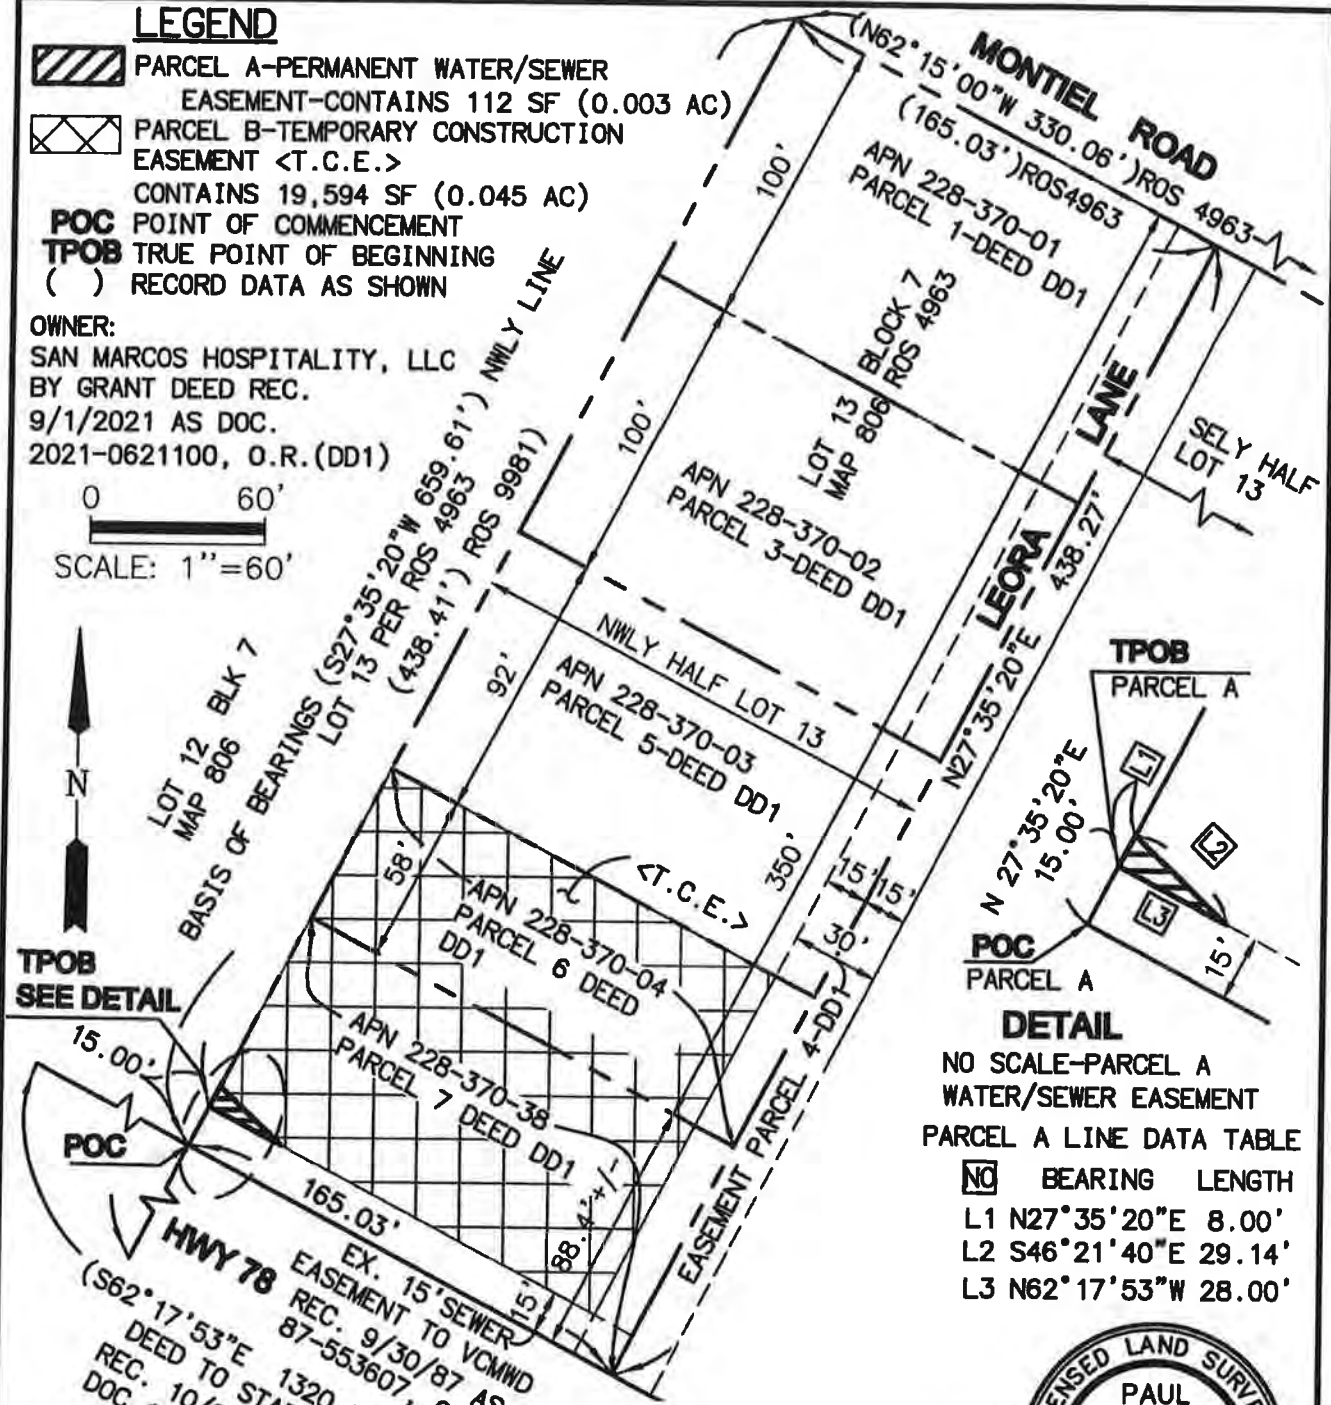 LEGEND
PARCEL A-PERMANENT WATER/SEWER
EASEMENT-CONTAINS 112 SF (0.003 AC)
PARCEL B-TEMPORARY CONSTRUCTION
EASEMENT <T.C.E.>
CONTAINS 19,594 SF (0.045 AC)
POC POINT OF COMMENCEMENT
TPOB TRUE POINT OF BEGINNING
( ) RECORD DATA AS SHOWN
OWNER:
SAN MARCOS HOSPITALITY, LLC
BY GRANT DEED REC.
9/1/2021 AS DOC.
2021-0621100, O.R.(DD1)
0 60'
SCALE: 1"=60'
N
LOT 12 BLK 7
MAP 806
BASIS OF BEARINGS (S27°35'20"W 659.61') NWLY LINE
LOT 13 PER ROS 4963
(438.41') ROS 9981)
MONTIEL ROAD
(N62°15'00"W 330.06')ROS 4963
(165.03')ROS4963
100'
APN 228-370-01
PARCEL 1-DEED DD1
LOT 13 BLOCK 7
MAP 806 ROS 4963
100'
APN 228-370-02
PARCEL 3-DEED DD1
LEORA LANE
SELY HALF
LOT 13
N27°35'20"E 438.27'
NWLY HALF LOT 13
92'
APN 228-370-03
PARCEL 5-DEED DD1
350'
15' 15'
30'
<T.C.E.>
58'
APN 228-370-04
PARCEL 6 DEED
DD1
APN 228-370-38
PARCEL 7 DEED DD1
88.4'+/-
EASEMENT PARCEL 4-DD1
TPOB
SEE DETAIL
15.00'
POC
165.03'
15'
HWY 78
EX. 15'SEWER
EASEMENT TO VCMWD
REC. 9/30/87 AS
87-553607,
(S62°17'53"E 1320
DEED TO
REC. 10/
DOC
TPOB
PARCEL A
L1
L2
L3
N 27°35'20"E
15.00'
15'
POC
PARCEL A
DETAIL
NO SCALE-PARCEL A
WATER/SEWER EASEMENT
PARCEL A LINE DATA TABLE
NO BEARING LENGTH
L1 N27°35'20"E 8.00'
L2 S46°21'40"E 29.14'
L3 N62°17'53"W 28.00'
LAND
PAUL